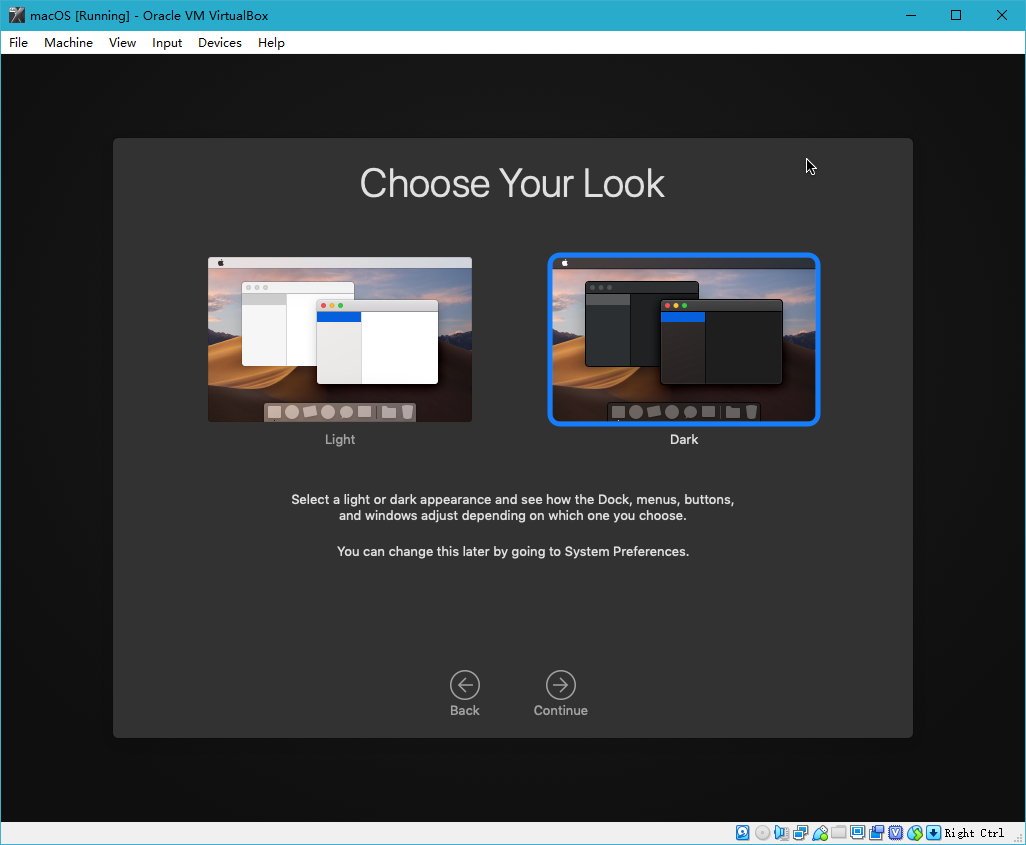 macOS [Running] - Oracle VM VirtualBox
File Machine View Input Devices Help
Choose Your Look
Light
Dark
Select a light or dark appearance and see how the Dock, menus, buttons,
and windows adjust depending on which one you choose.
You can change this later by going to System Preferences.
Back
Continue
Right Ctrl